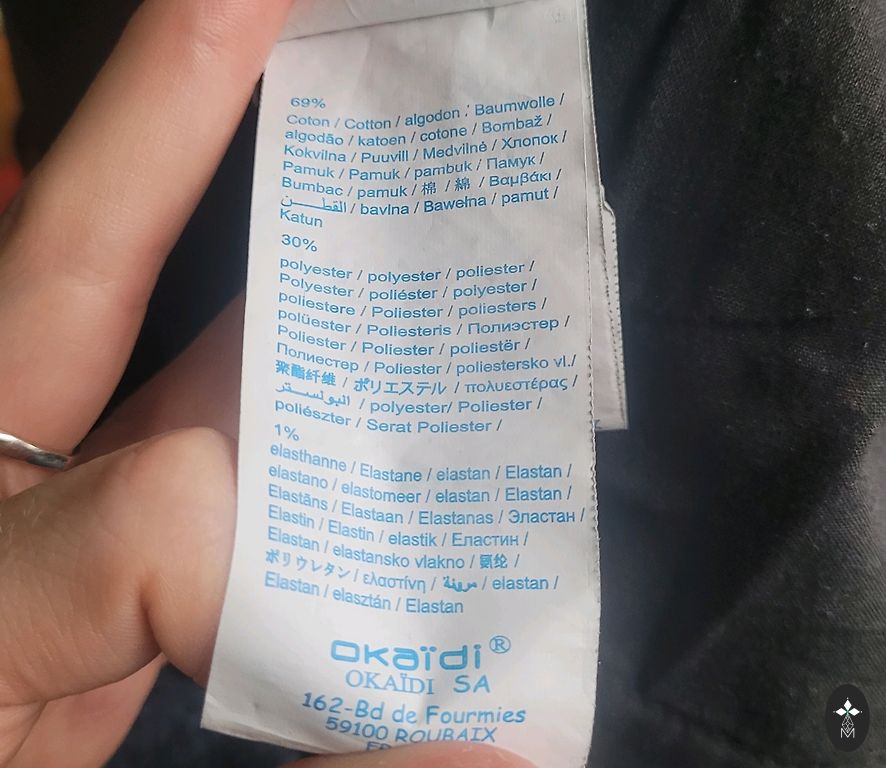 69%
Coton / Cotton / algodon : Baumwolle /
algodão / katoen / cotone / Bombaž /
Kokvilna / Puuvill / Medvilnė / Хлопок /
Pamuk / Pamuk / pambuk / Памук /
Bumbac / pamuk / 棉 / 綿 / Βαμβάκι /
القطن / bavlna / Bawełna / pamut /
Katun
30%
polyester / polyester / poliester /
Polyester / poliéster / polyester /
poliestere / Poliester / poliesters /
polüester / Poliesteris / Полиэстер /
Poliester / Poliester / poliestër /
Полиестер / Poliester / poliestersko vl./
聚酯纤维 / ポリエステル / πολυεστέρας /
البولستر / polyester/ Poliester /
poliészter / Serat Poliester /
1%
elasthanne / Elastane / elastan / Elastan /
elastano / elastomeer / elastan / Elastan /
Elastāns / Elastaan / Elastanas / Эластан /
Elastin / Elastin / elastik / Еластин /
Elastan / elastansko vlakno / 氨纶 /
ポリウレタン / ελαστίνη / مرونة / elastan /
Elastan / elasztán / Elastan
Okaïdi®
OKAÏDI SA
162-Bd de Fourmies
59100 ROUBAIX
M